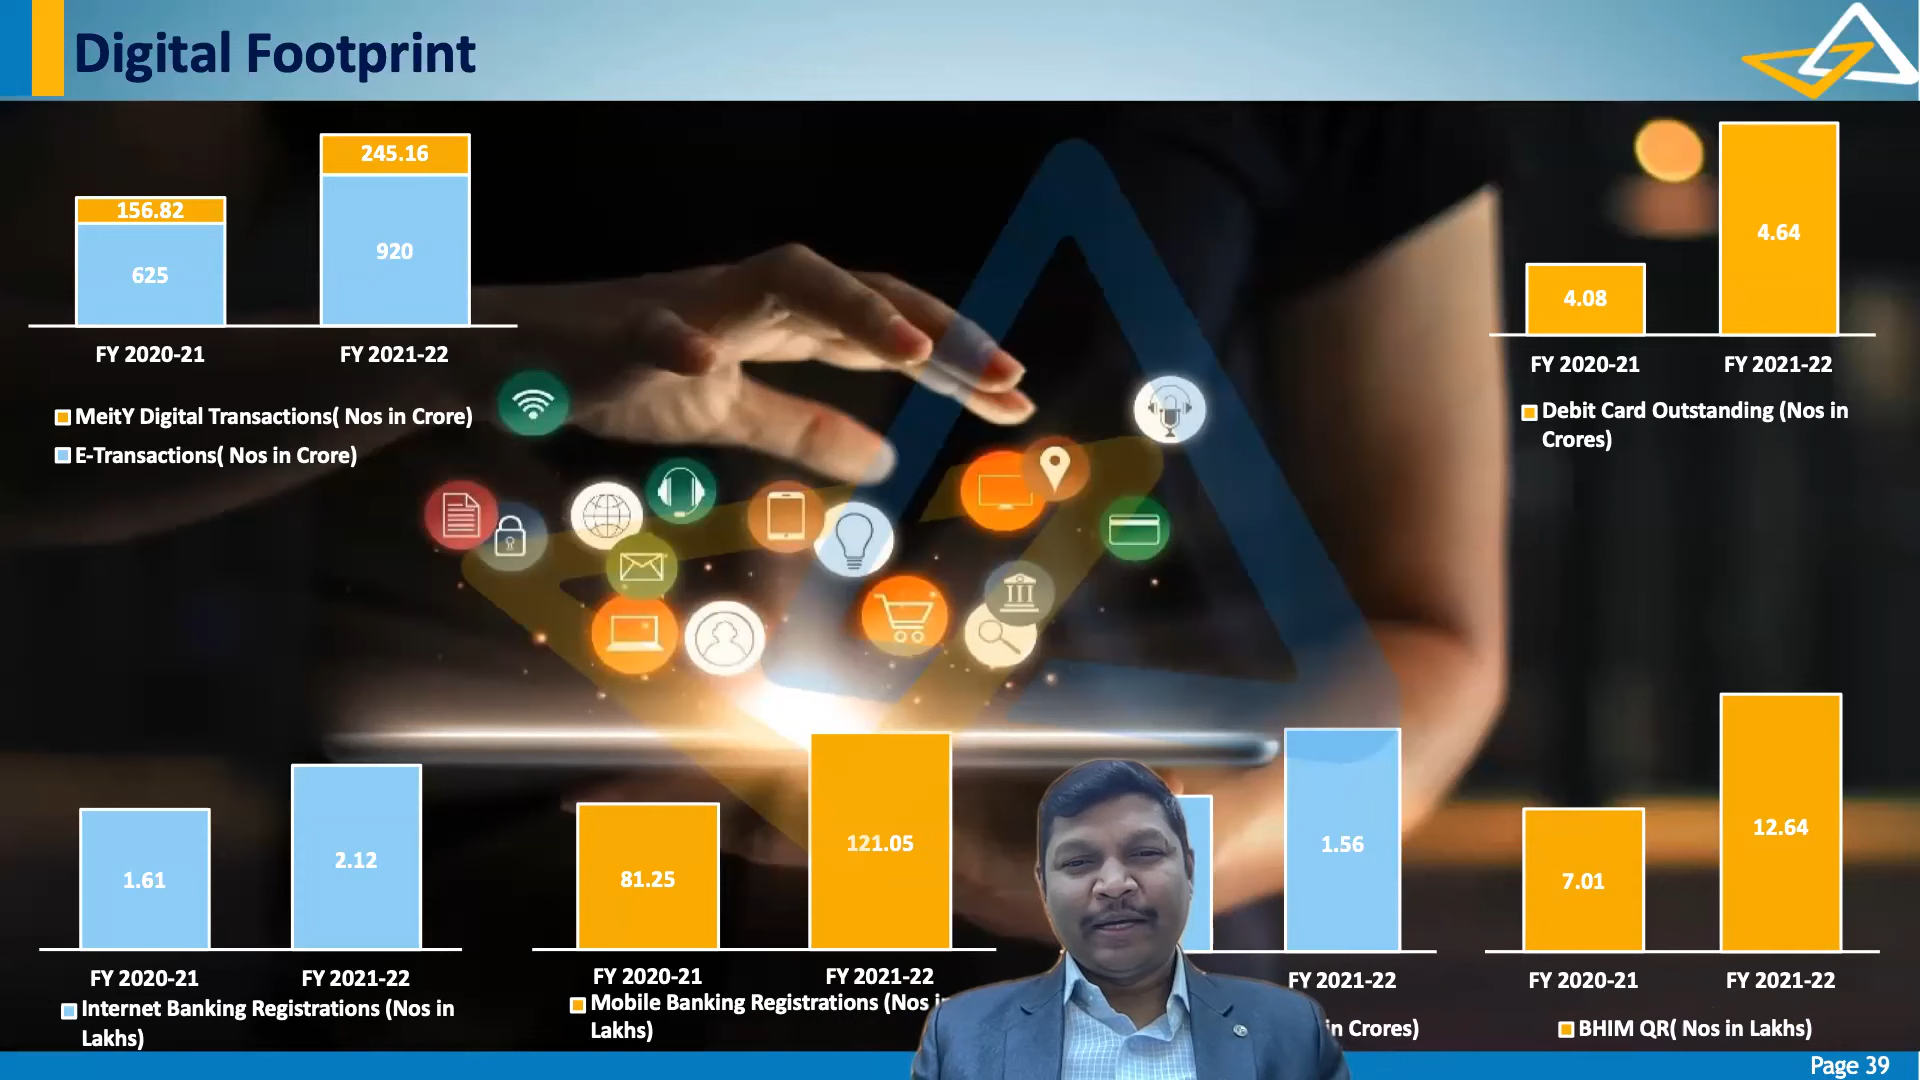 Digital Footprint
245.16
156.82
920
625
FY 2020-21
FY 2021-22
MeitY Digital Transactions( Nos in Crore)
E-Transactions( Nos in Crore)
4.64
4.08
FY 2020-21
FY 2021-22
Debit Card Outstanding (Nos in
Crores)
1.61
2.12
FY 2020-21
FY 2021-22
Internet Banking Registrations (Nos in
Lakhs)
81.25
121.05
FY 2020-21
FY 2021-22
Mobile Banking Registrations (Nos
Lakhs)
1.56
FY 2021-22
in Crores)
7.01
12.64
FY 2020-21
FY 2021-22
BHIM QR( Nos in Lakhs)
Page 39